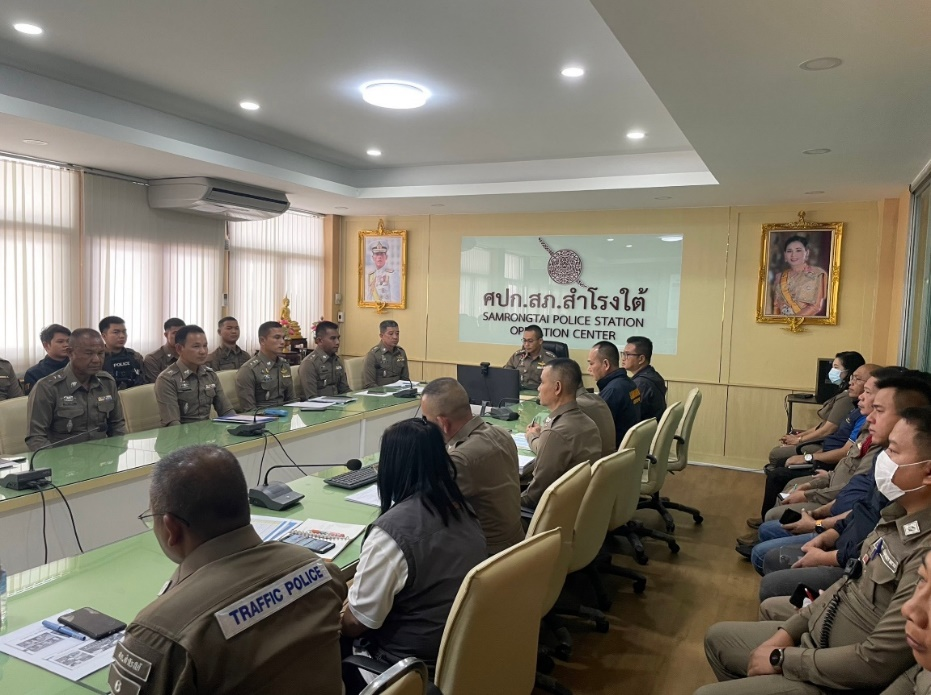 ศปก.สภ.สำโรงใต้
SAMRONGTAI POLICE STATION
OPERATION CENTER
POLICE
TRAFFIC POLICE